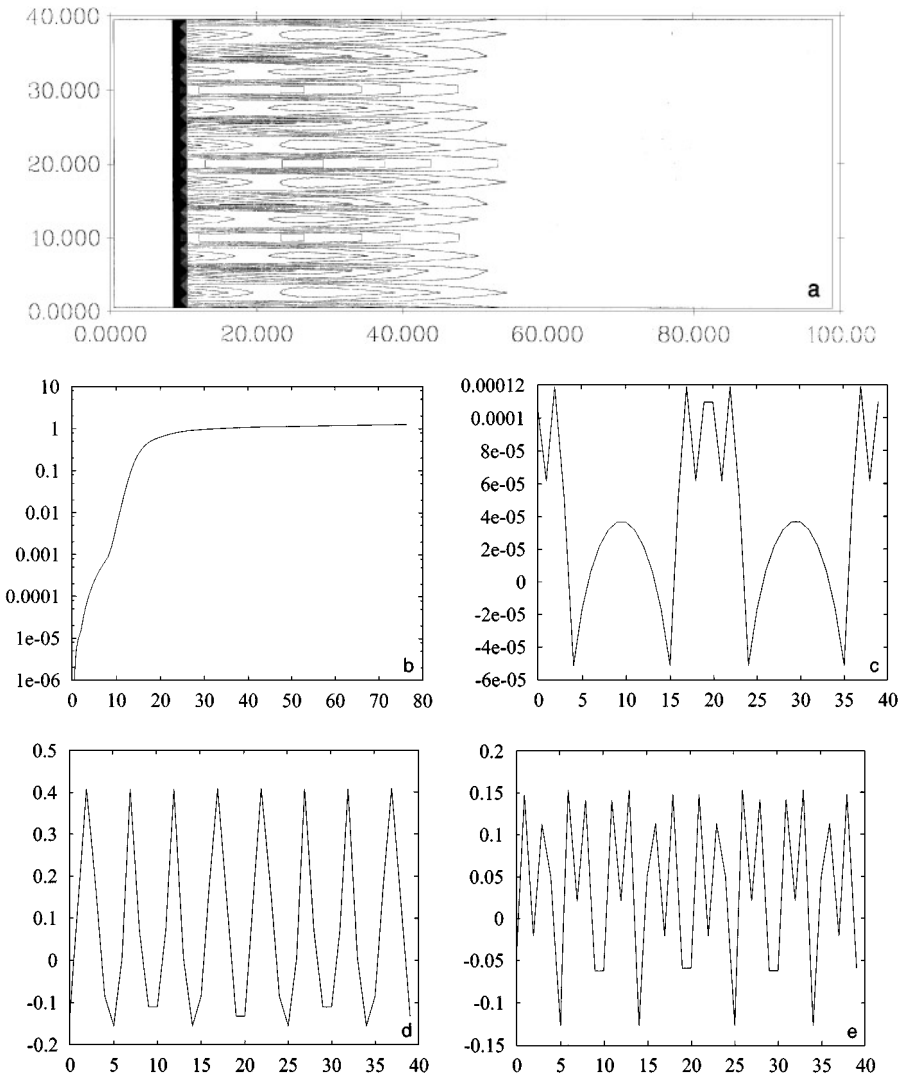 40.000
30.000
20.000
10.000
0.0000
0.0000 20.000 40.000 60.000 80.000 100.00
a
10
1
0.1
0.01
0.001
0.0001
1e-05
1e-06
0 10 20 30 40 50 60 70 80
b
0.00012
0.0001
8e-05
6e-05
4e-05
2e-05
0
-2e-05
-4e-05
-6e-05
0 5 10 15 20 25 30 35 40
c
0.5
0.4
0.3
0.2
0.1
0
-0.1
-0.2
0 5 10 15 20 25 30 35 40
d
0.2
0.15
0.1
0.05
0
-0.05
-0.1
-0.15
0 5 10 15 20 25 30 35 40
e